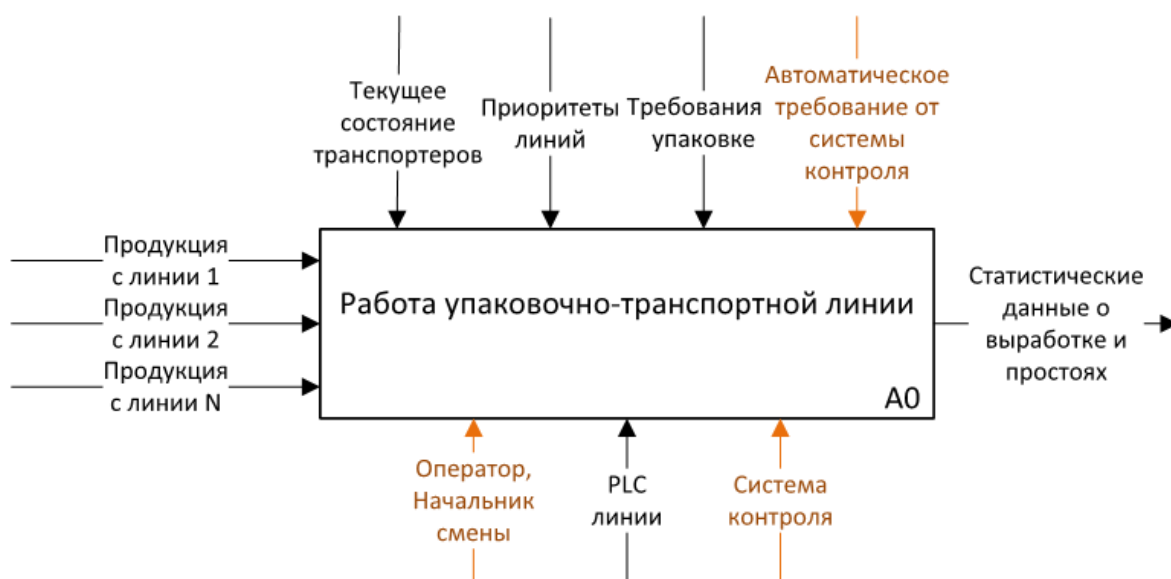 Текущее
состояние
транспортеров
Приоритеты
линий
Требования
упаковке
Автоматическое
требование от
системы
контроля
Продукция
с линии 1
Продукция
с линии 2
Продукция
с линии N
Работа упаковочно-транспортной линии
A0
Статистические
данные о
выработке и
простоях
Оператор,
Начальник
смены
PLC
линии
Система
контроля